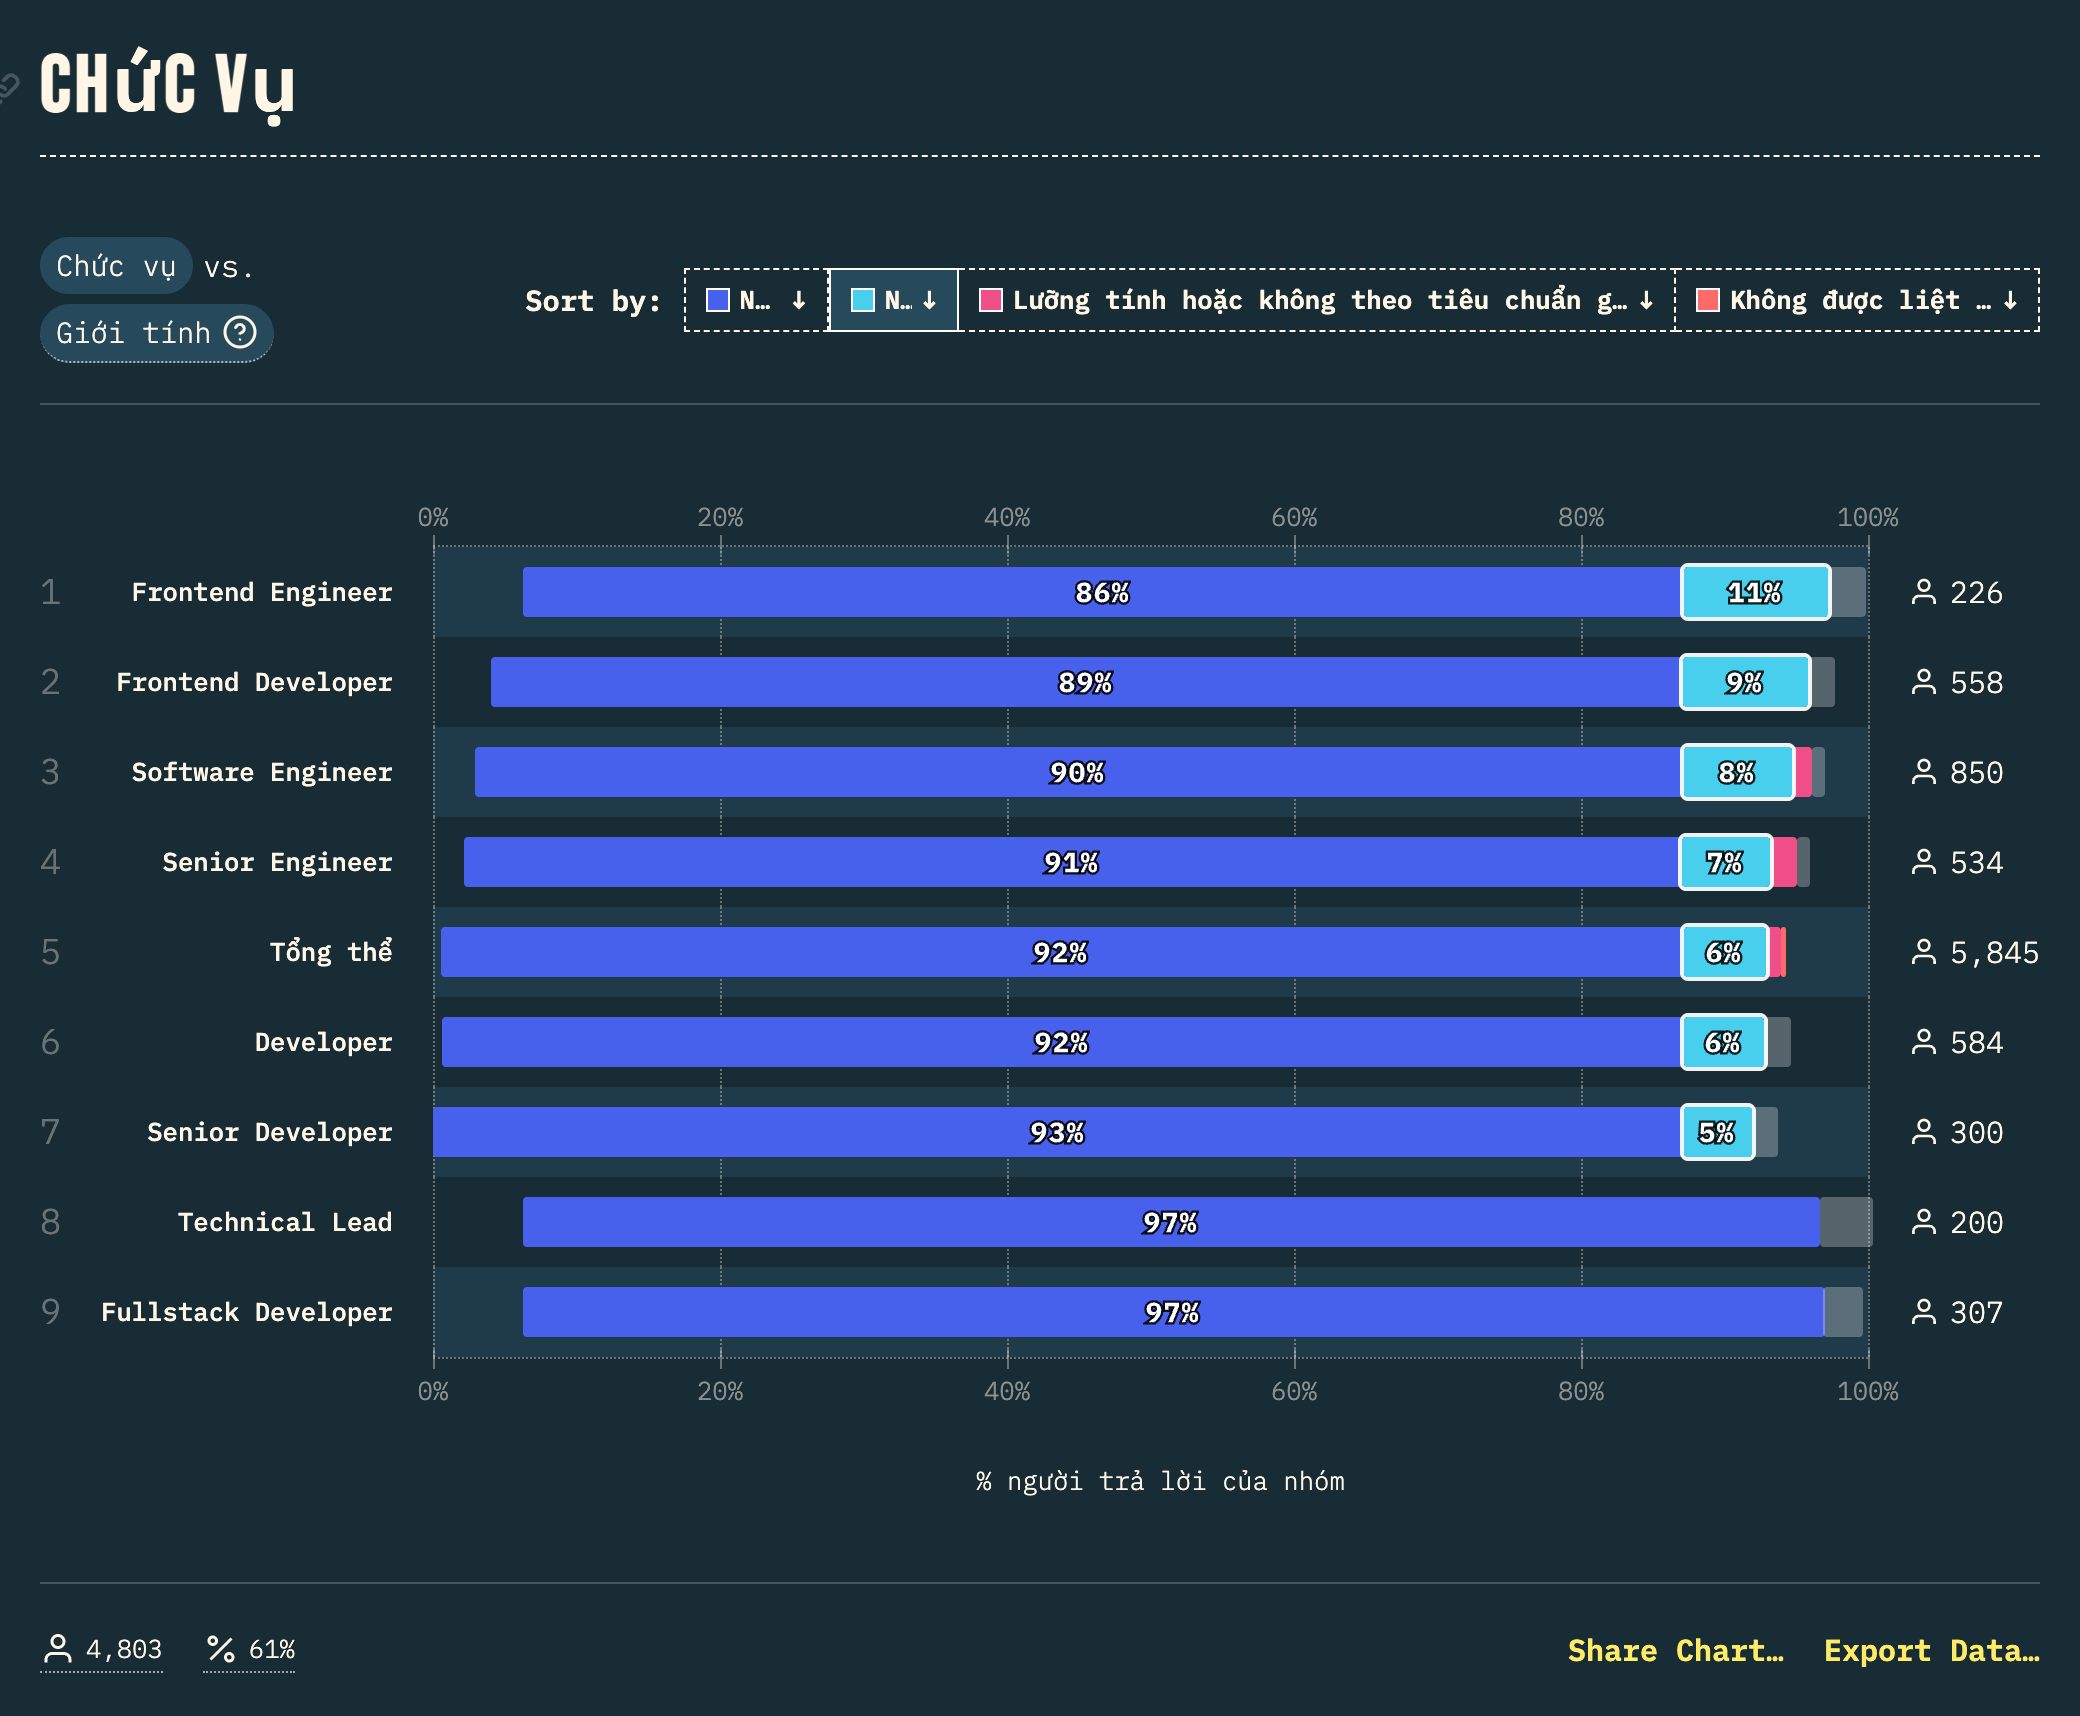 CHứC Vụ
Chức vụ vs.
Giới tính ?
Sort by: N… ↓ N… ↓ Lưỡng tính hoặc không theo tiêu chuẩn g… ↓ Không được liệt … ↓
0% 20% 40% 60% 80% 100%
1 Frontend Engineer 86% 11% 226
2 Frontend Developer 89% 9% 558
3 Software Engineer 90% 8% 850
4 Senior Engineer 91% 7% 534
5 Tổng thể 92% 6% 5,845
6 Developer 92% 6% 584
7 Senior Developer 93% 5% 300
8 Technical Lead 97% 200
9 Fullstack Developer 97% 307
0% 20% 40% 60% 80% 100%
% người trả lời của nhóm
4,803 % 61% Share Chart… Export Data…